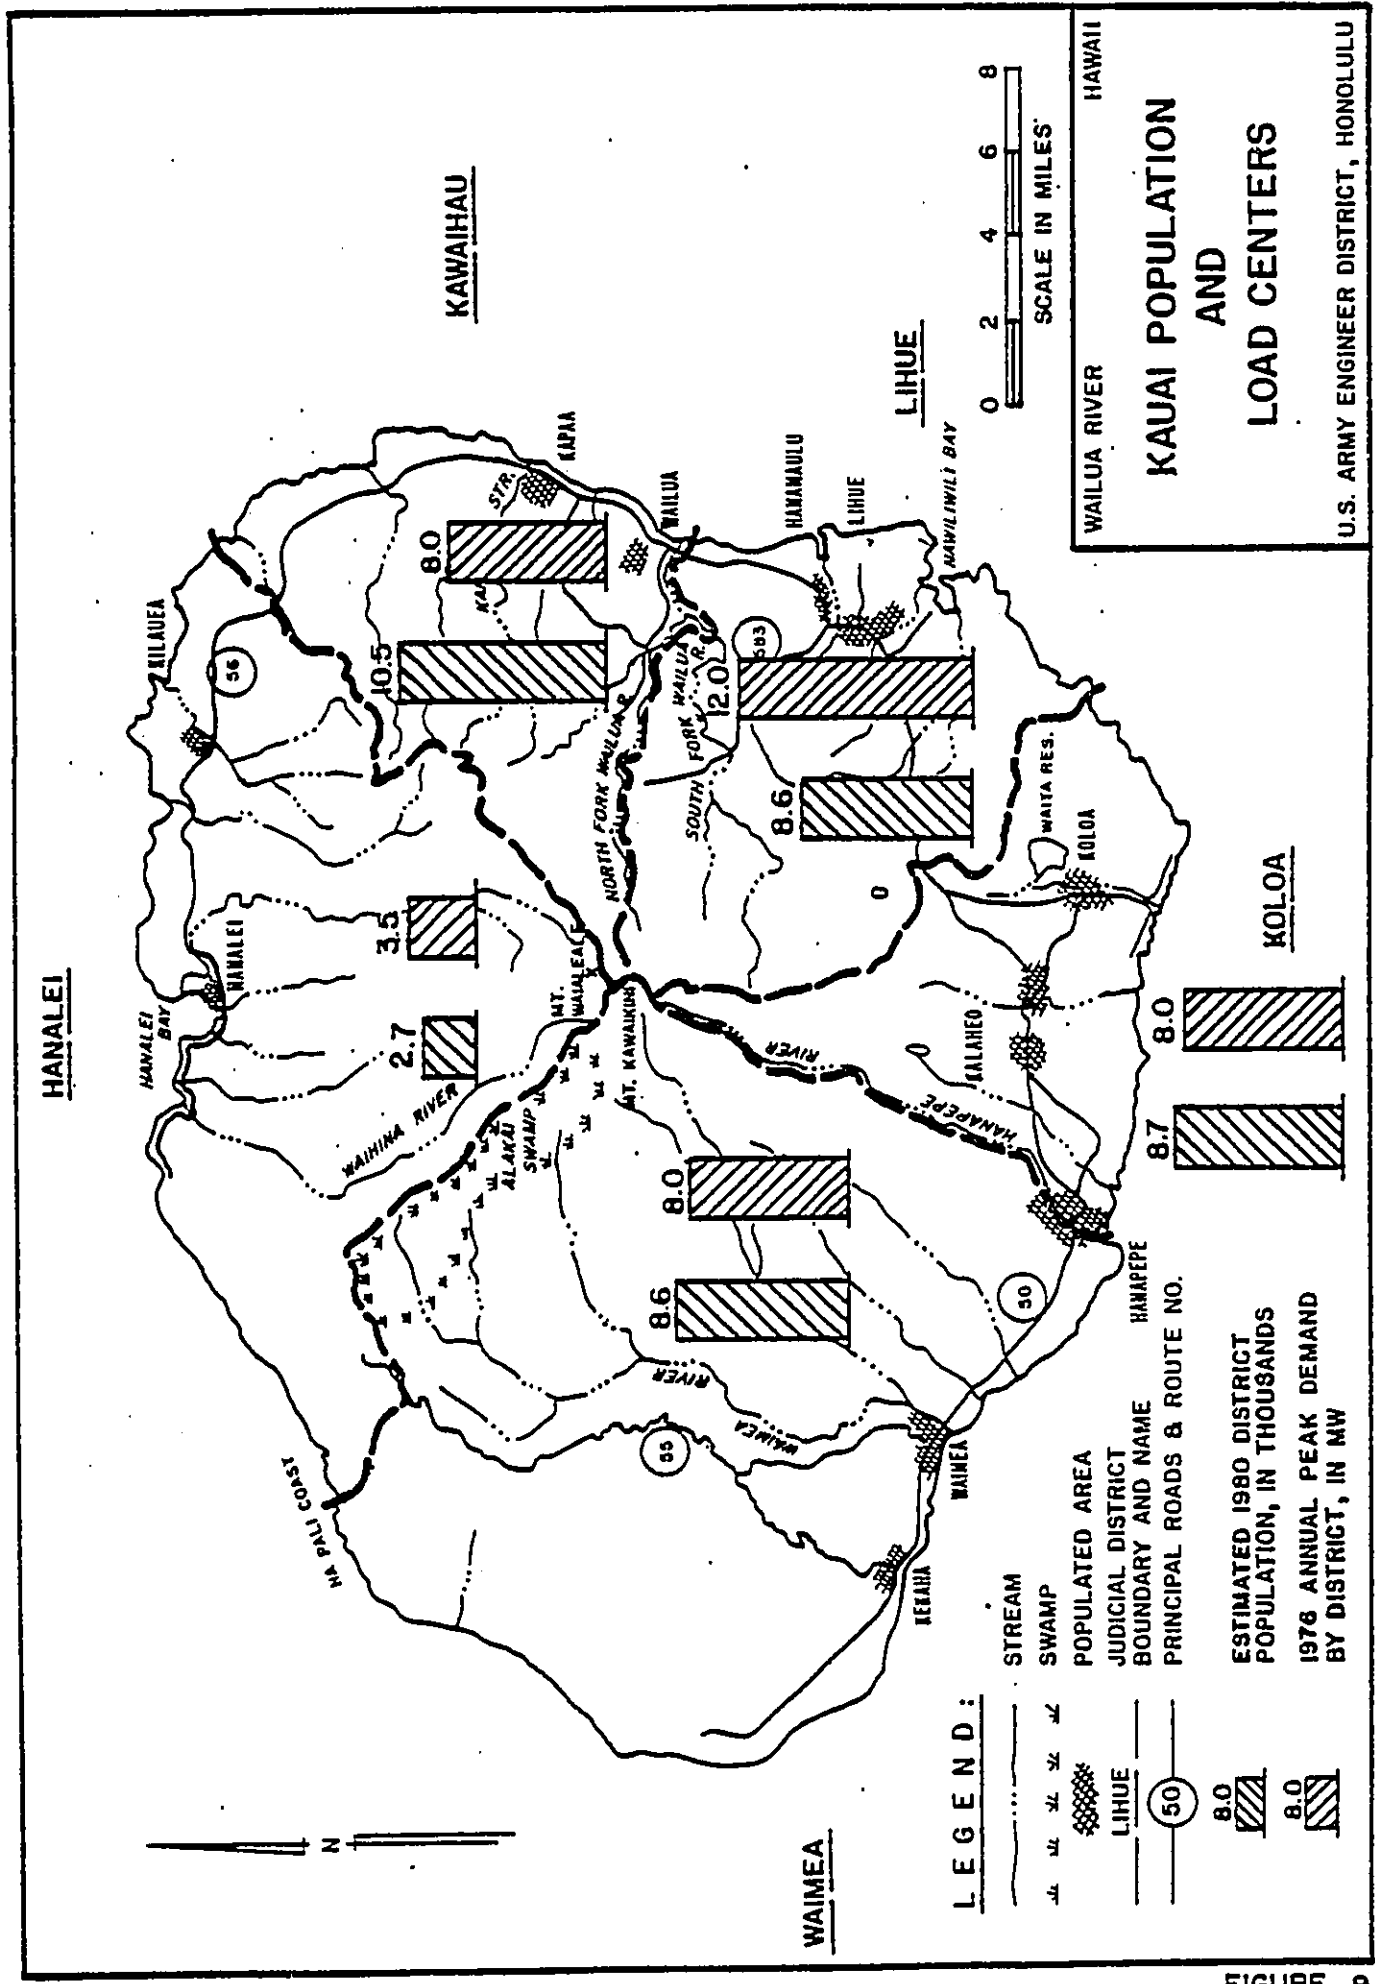 HANALEI
KAWAIHAU
LIHUE
KOLOA
WAIMEA
HANALEI
BAY
HANALEI
KILAUEA
56
2.7
3.5
10.5
8.0
STR.
KAPAA
WAILUA
HANAMAULU
LIHUE
NAWILIWILI BAY
583
NORTH FORK WAILUA R.
SOUTH FORK WAILUA R.
8.6
12.0
WAIHINA RIVER
MT.
WAIALEALE
X
MT. KAWAIKINI
ALAKAI
SWAMP
NA PALI COAST
8.6
8.0
WAIMEA RIVER
55
HANAPEPE RIVER
KALAHEO
WAITA RES.
KOLOA
50
HANAPEPE
WAIMEA
KEKAHA
8.7
8.0
N
LEGEND:
STREAM
SWAMP
POPULATED AREA
LIHUE
JUDICIAL DISTRICT
BOUNDARY AND NAME
50
PRINCIPAL ROADS & ROUTE NO.
8.0
ESTIMATED 1980 DISTRICT
POPULATION, IN THOUSANDS
8.0
1976 ANNUAL PEAK DEMAND
BY DISTRICT, IN MW
0 2 4 6 8
SCALE IN MILES
WAILUA RIVER HAWAII
KAUAI POPULATION
AND
LOAD CENTERS
U.S. ARMY ENGINEER DISTRICT, HONOLULU
FIGURE 9